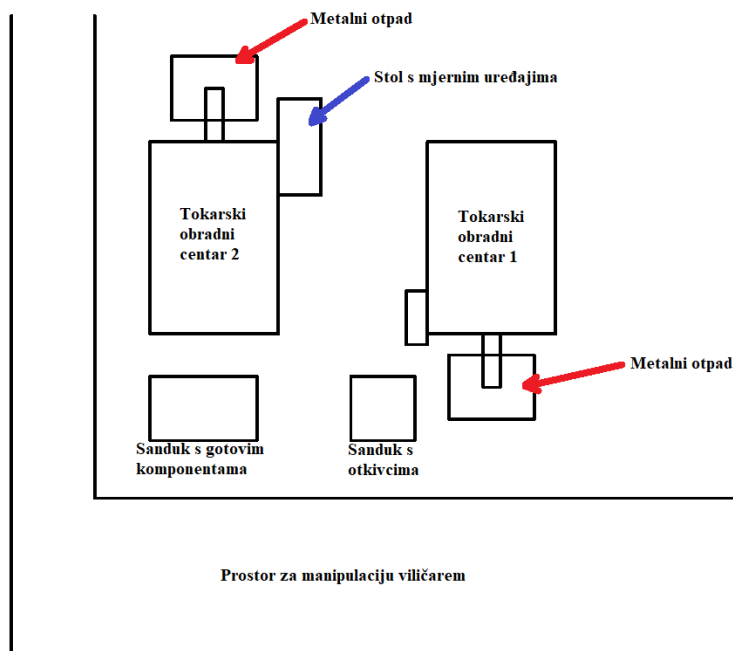 Metalni otpad
Stol s mjernim uređajima
Tokarski
obradni
centar 2
Tokarski
obradni
centar 1
Metalni otpad
Sanduk s gotovim
komponentama
Sanduk s
otkivcima
Prostor za manipulaciju viličarem